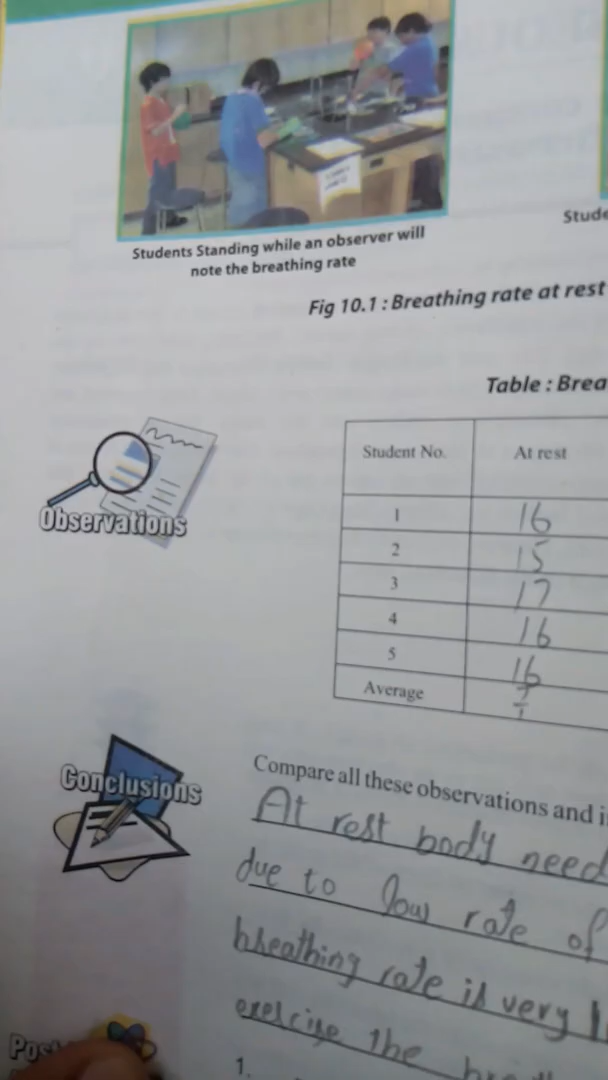 Students Standing while an observer will
note the breathing rate
Stude
Fig 10.1 : Breathing rate at rest
Table : Brea
Observations
Student No. At rest
1 16
2 15
3 17
4 16
5 16
Average
Conclusions
Compare all these observations and i
At rest body need
due to low rate of
breathing rate is very l
exercise the
Post
1.